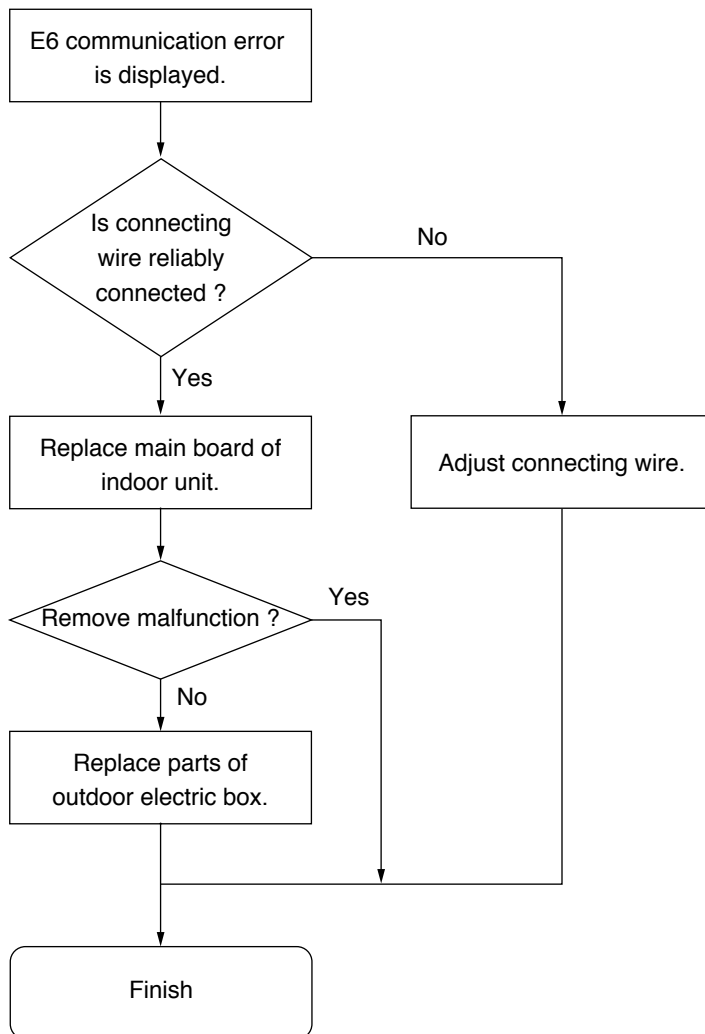 E6 communication error
is displayed.
Is connecting
wire reliably
connected ?
No
Yes
Replace main board of
indoor unit.
Adjust connecting wire.
Remove malfunction ?
Yes
No
Replace parts of
outdoor electric box.
Finish